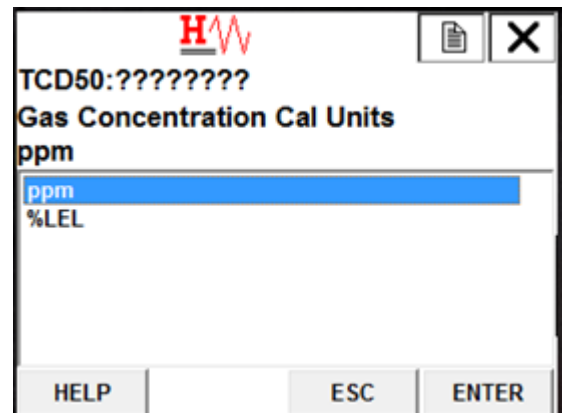 H
TCD50:????????
Gas Concentration Cal Units
ppm
ppm
%LEL
HELP ESC ENTER